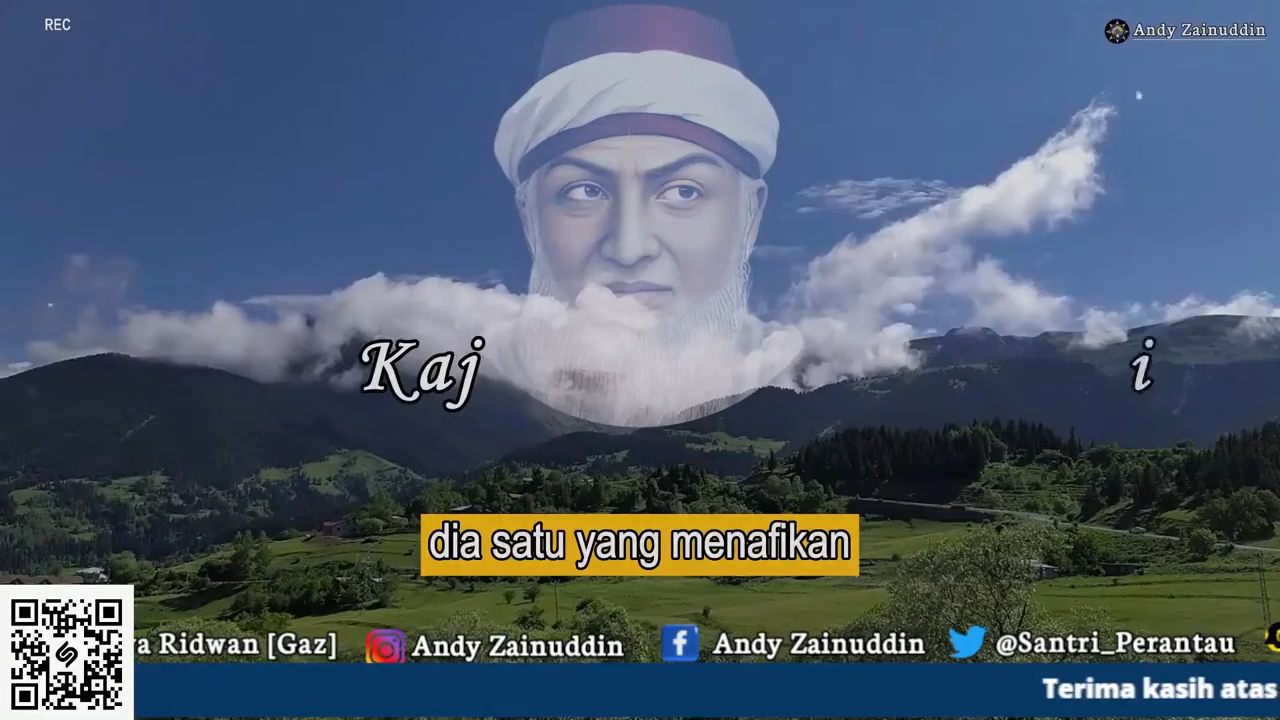 REC
Andy Zainuddin
Kaj i
dia satu yang menafikan
a Ridwan [Gaz] Andy Zainuddin Andy Zainuddin @Santri_Perantau
Terima kasih atas